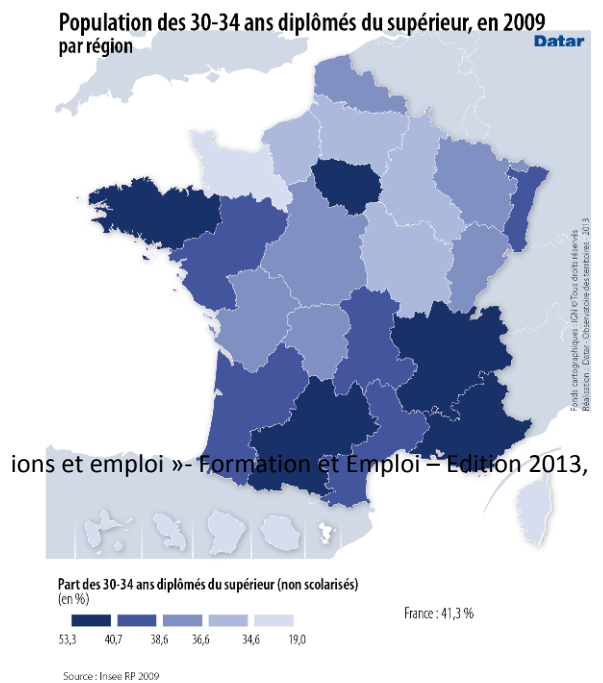 Population des 30-34 ans diplômés du supérieur, en 2009
par région
Datar
Fonds cartographiques : IGN © Tous droits réservés
Réalisation : Datar - Observatoire des territoires - 2013
ions et emploi »- Formation et Emploi – Edition 2013,
Part des 30-34 ans diplômés du supérieur (non scolarisés)
(en %)
France : 41,3 %
53,3 40,7 38,6 36,6 34,6 19,0
Source : Insee RP 2009